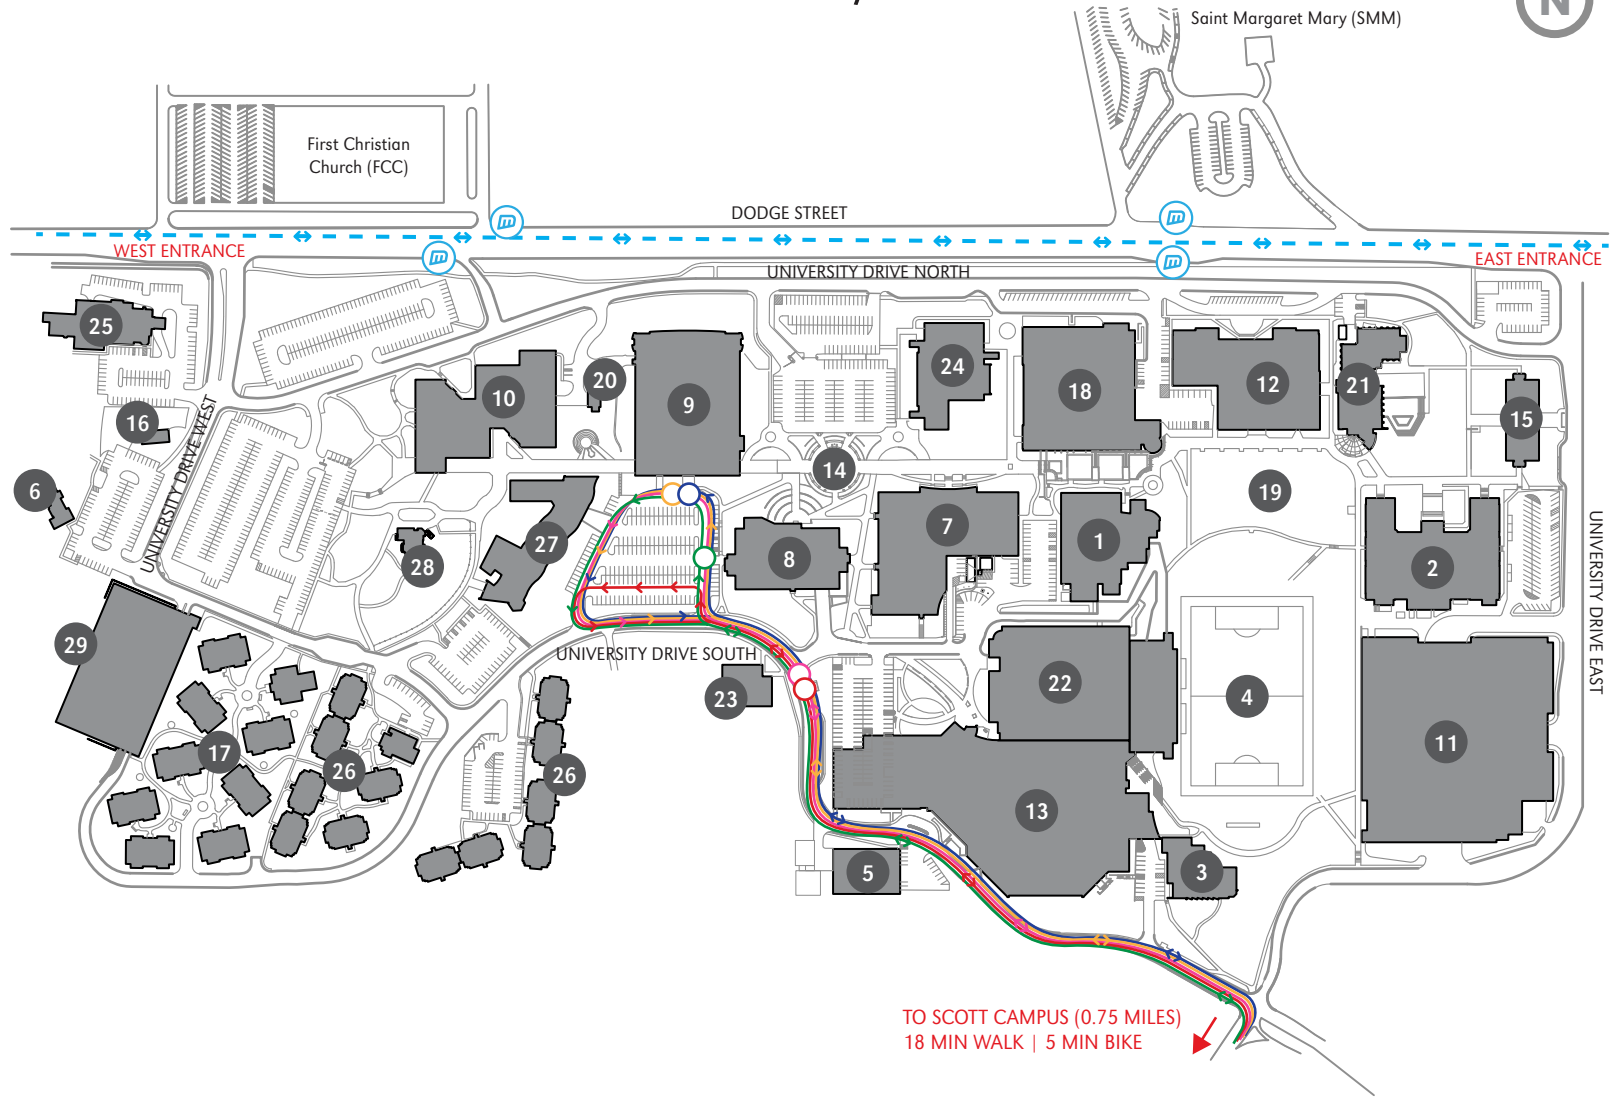 Saint Margaret Mary (SMM)
N
First Christian
Church (FCC)
DODGE STREET
WEST ENTRANCE
EAST ENTRANCE
UNIVERSITY DRIVE NORTH
25
20
10
9
24
18
12
21
15
16
UNIVERSITY DRIVE WEST
14
6
19
7
27
28
8
1
2
UNIVERSITY DRIVE EAST
29
UNIVERSITY DRIVE SOUTH
23
22
4
11
17
26
26
13
5
3
TO SCOTT CAMPUS (0.75 MILES)
18 MIN WALK | 5 MIN BIKE